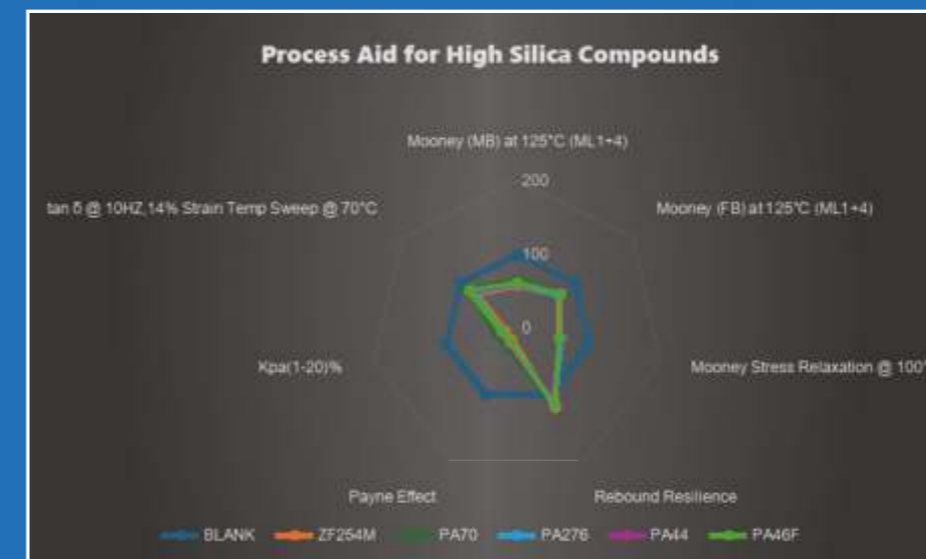 Process Aid for High Silica Compounds
Mooney (MB) at 125°C (ML1+4)
200
tan δ @ 10HZ,14% Strain Temp Sweep @ 70°C
Mooney (FB) at 125°C (ML1+4)
100
0
Kpa(1-20)%
Mooney Stress Relaxation @ 100°
Payne Effect
Rebound Resilience
BLANK ZF254M PA70 PA276 PA44 PA46F